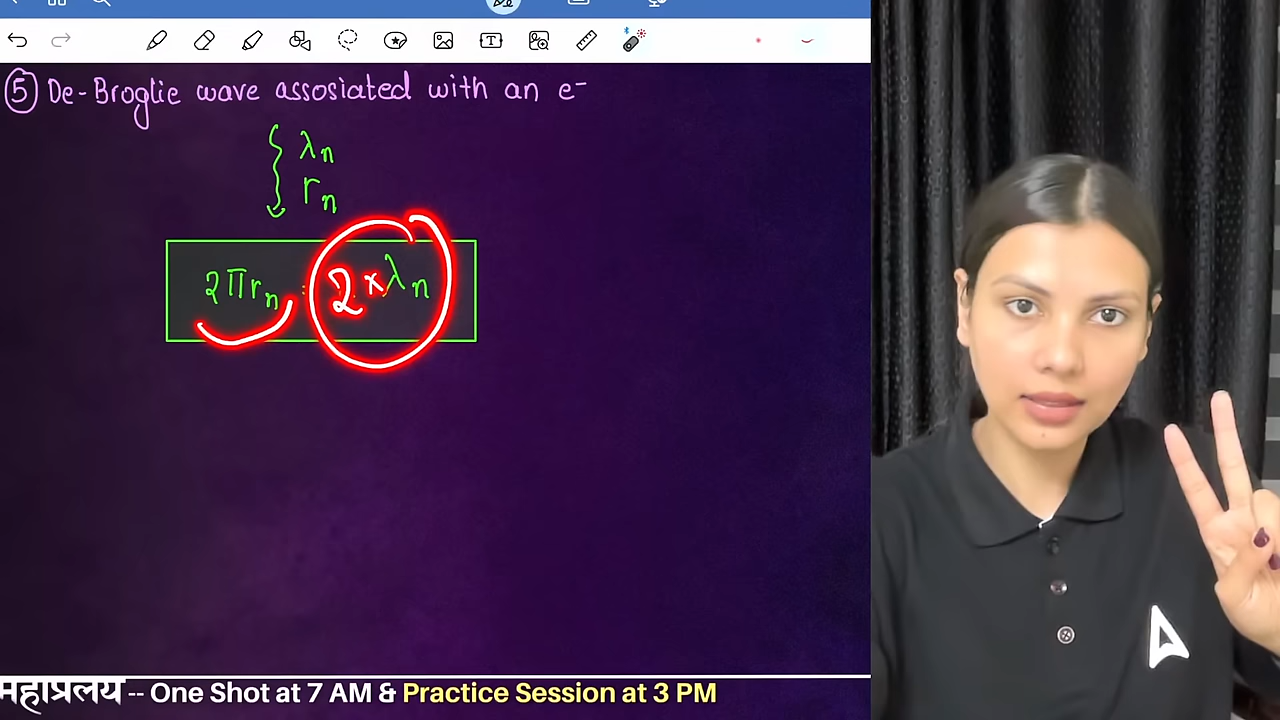 ⑤ De-Broglie wave assosiated with an e⁻
λn
rn
2πrn = 2×λn
महाप्रलय -- One Shot at 7 AM & Practice Session at 3 PM